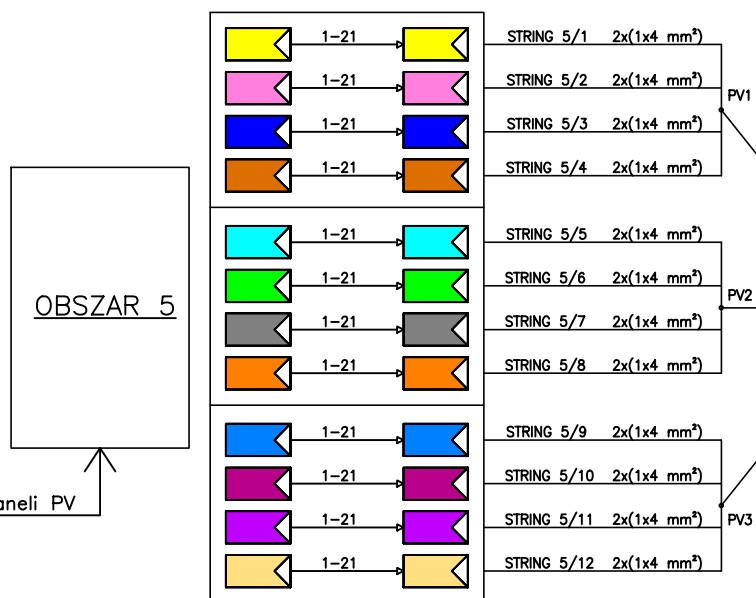 1-21 STRING 5/1 2x(1x4 mm²)
1-21 STRING 5/2 2x(1x4 mm²)
PV1
1-21 STRING 5/3 2x(1x4 mm²)
1-21 STRING 5/4 2x(1x4 mm²)
1-21 STRING 5/5 2x(1x4 mm²)
1-21 STRING 5/6 2x(1x4 mm²)
PV2
OBSZAR 5
1-21 STRING 5/7 2x(1x4 mm²)
1-21 STRING 5/8 2x(1x4 mm²)
1-21 STRING 5/9 2x(1x4 mm²)
1-21 STRING 5/10 2x(1x4 mm²)
aneli PV
1-21 STRING 5/11 2x(1x4 mm²)
PV3
1-21 STRING 5/12 2x(1x4 mm²)